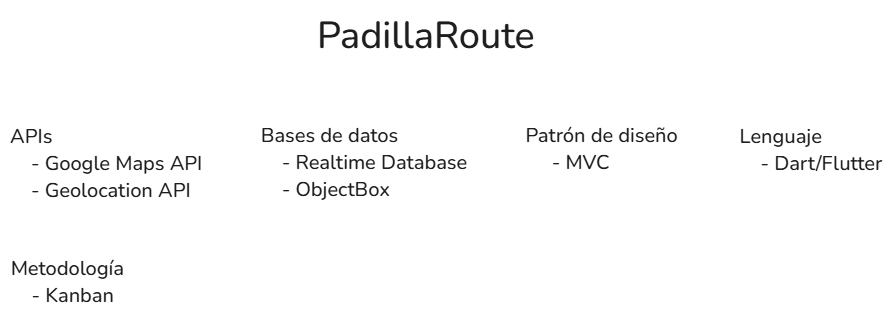 PadillaRoute
APIs
- Google Maps API
- Geolocation API
Bases de datos
- Realtime Database
- ObjectBox
Patrón de diseño
- MVC
Lenguaje
- Dart/Flutter
Metodología
- Kanban